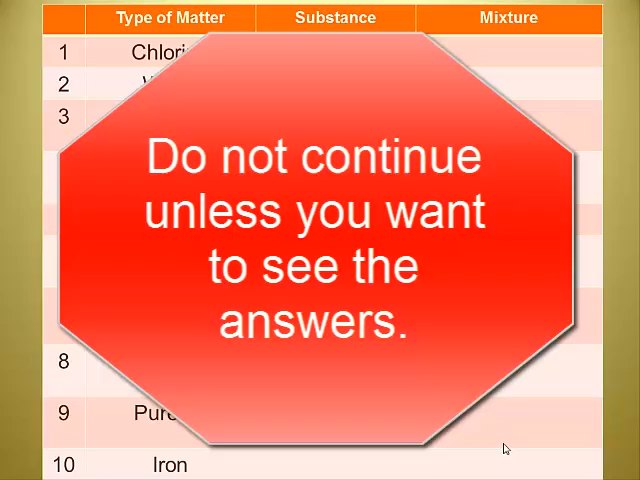 Type of Matter Substance Mixture
1
2
3
Do not continue
unless you want
to see the
answers.
8
9
10 Iron